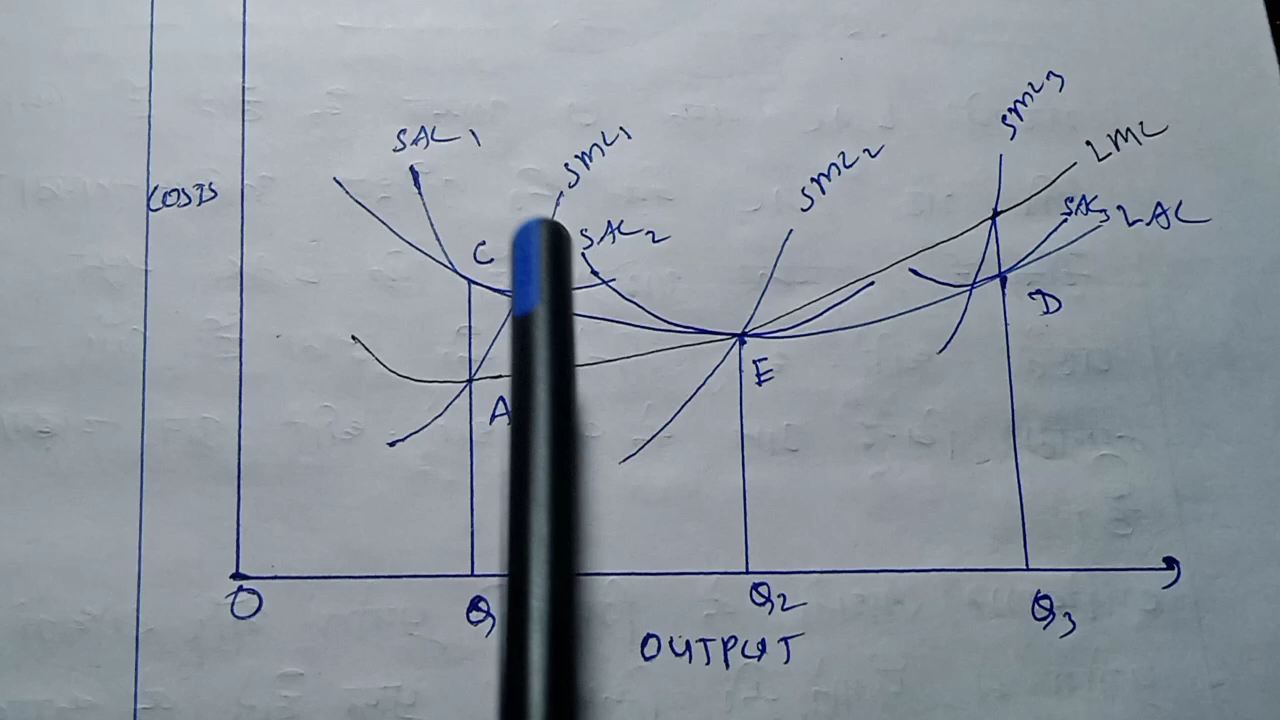 SMC3
LMC
SAC1
SMC1
SMC2
COSTS
SAC2
SAC3
LAC
C
D
E
A
O
Q
Q2
Q3
OUTPUT